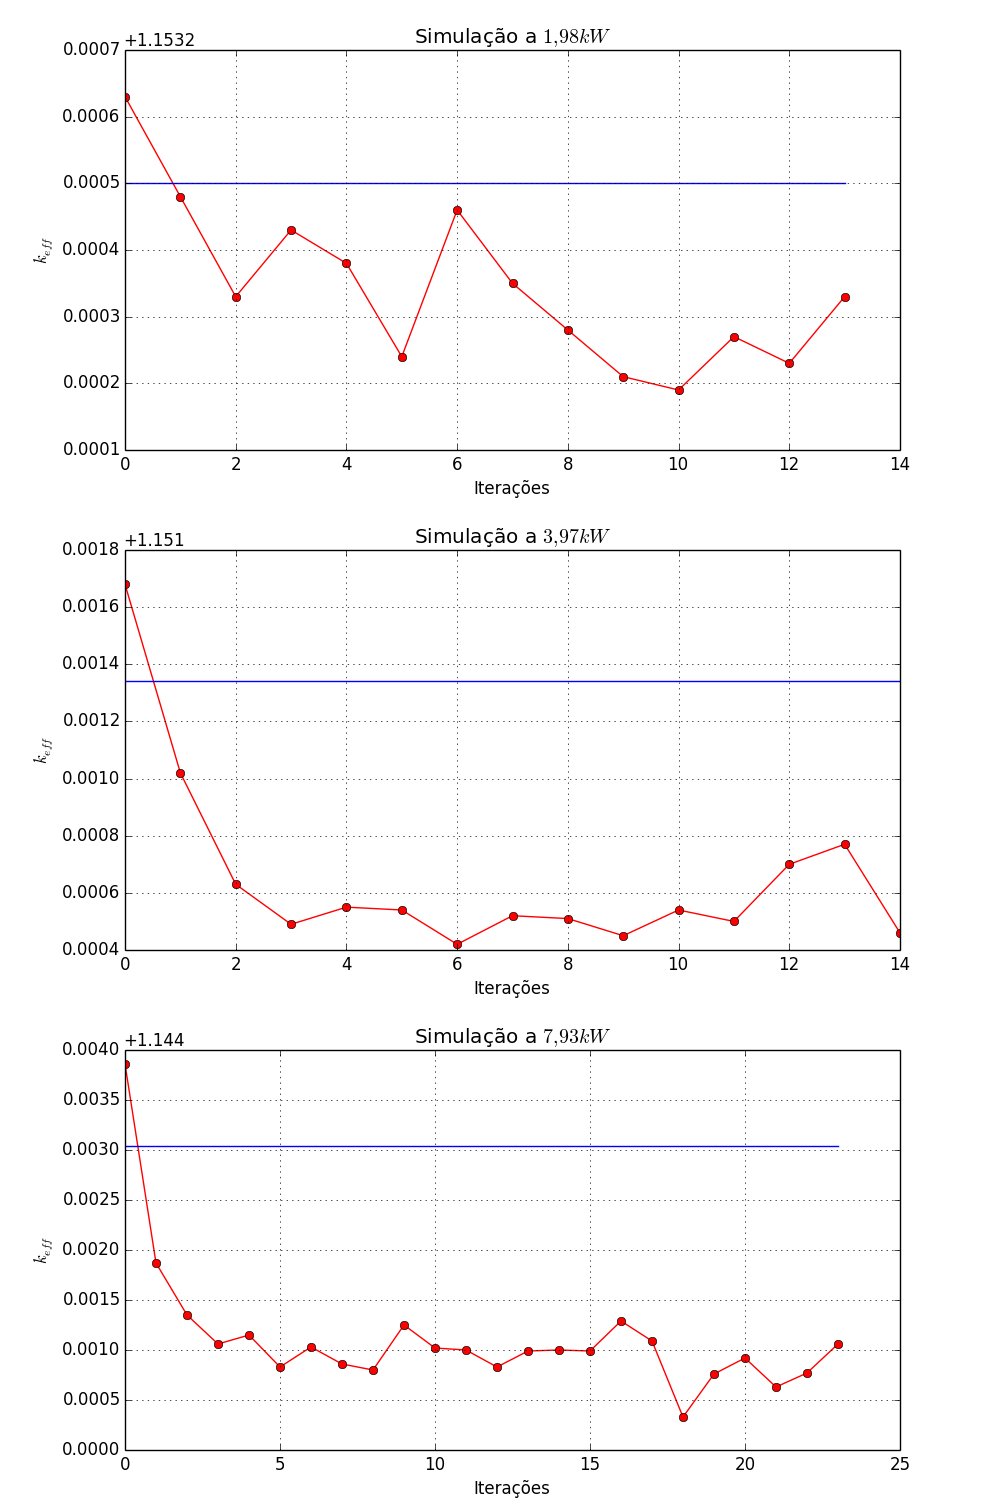 Simulação a 1,98kW
+1.1532
0.0007
0.0006
0.0005
0.0004
0.0003
0.0002
0.0001
k_eff
0 2 4 6 8 10 12 14
Iterações
Simulação a 3,97kW
+1.151
0.0018
0.0016
0.0014
0.0012
0.0010
0.0008
0.0006
0.0004
k_eff
0 2 4 6 8 10 12 14
Iterações
Simulação a 7,93kW
+1.144
0.0040
0.0035
0.0030
0.0025
0.0020
0.0015
0.0010
0.0005
0.0000
k_eff
0 5 10 15 20 25
Iterações